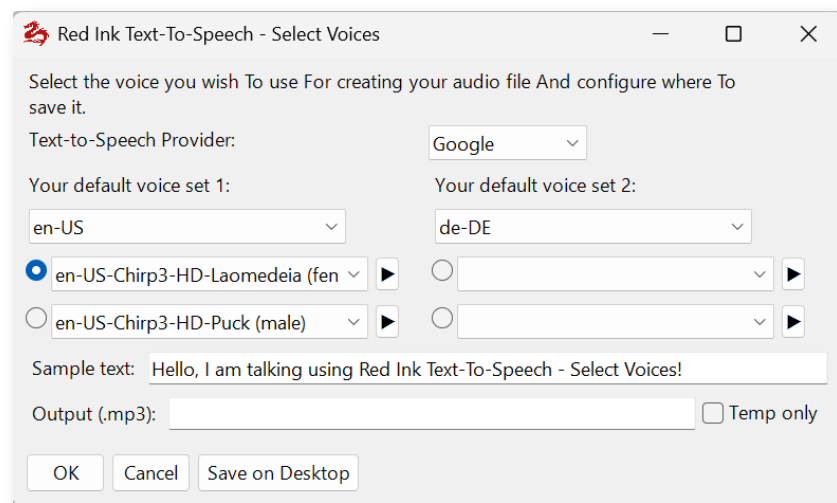 Red Ink Text-To-Speech - Select Voices
Select the voice you wish To use For creating your audio file And configure where To
save it.
Text-to-Speech Provider:
Google
Your default voice set 1:
Your default voice set 2:
en-US
de-DE
en-US-Chirp3-HD-Laomedeia (fen
en-US-Chirp3-HD-Puck (male)
Sample text: Hello, I am talking using Red Ink Text-To-Speech - Select Voices!
Output (.mp3):
Temp only
OK
Cancel
Save on Desktop